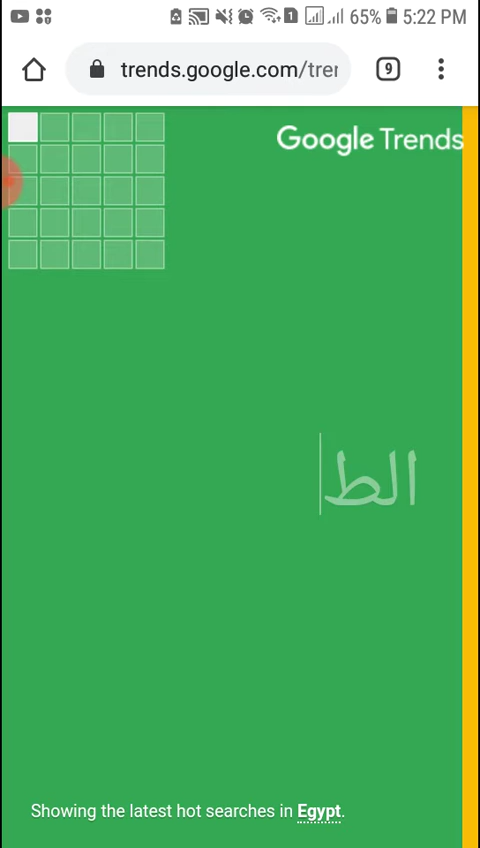 65% 5:22 PM
trends.google.com/trer
9
Google Trends
الط
Showing the latest hot searches in Egypt.